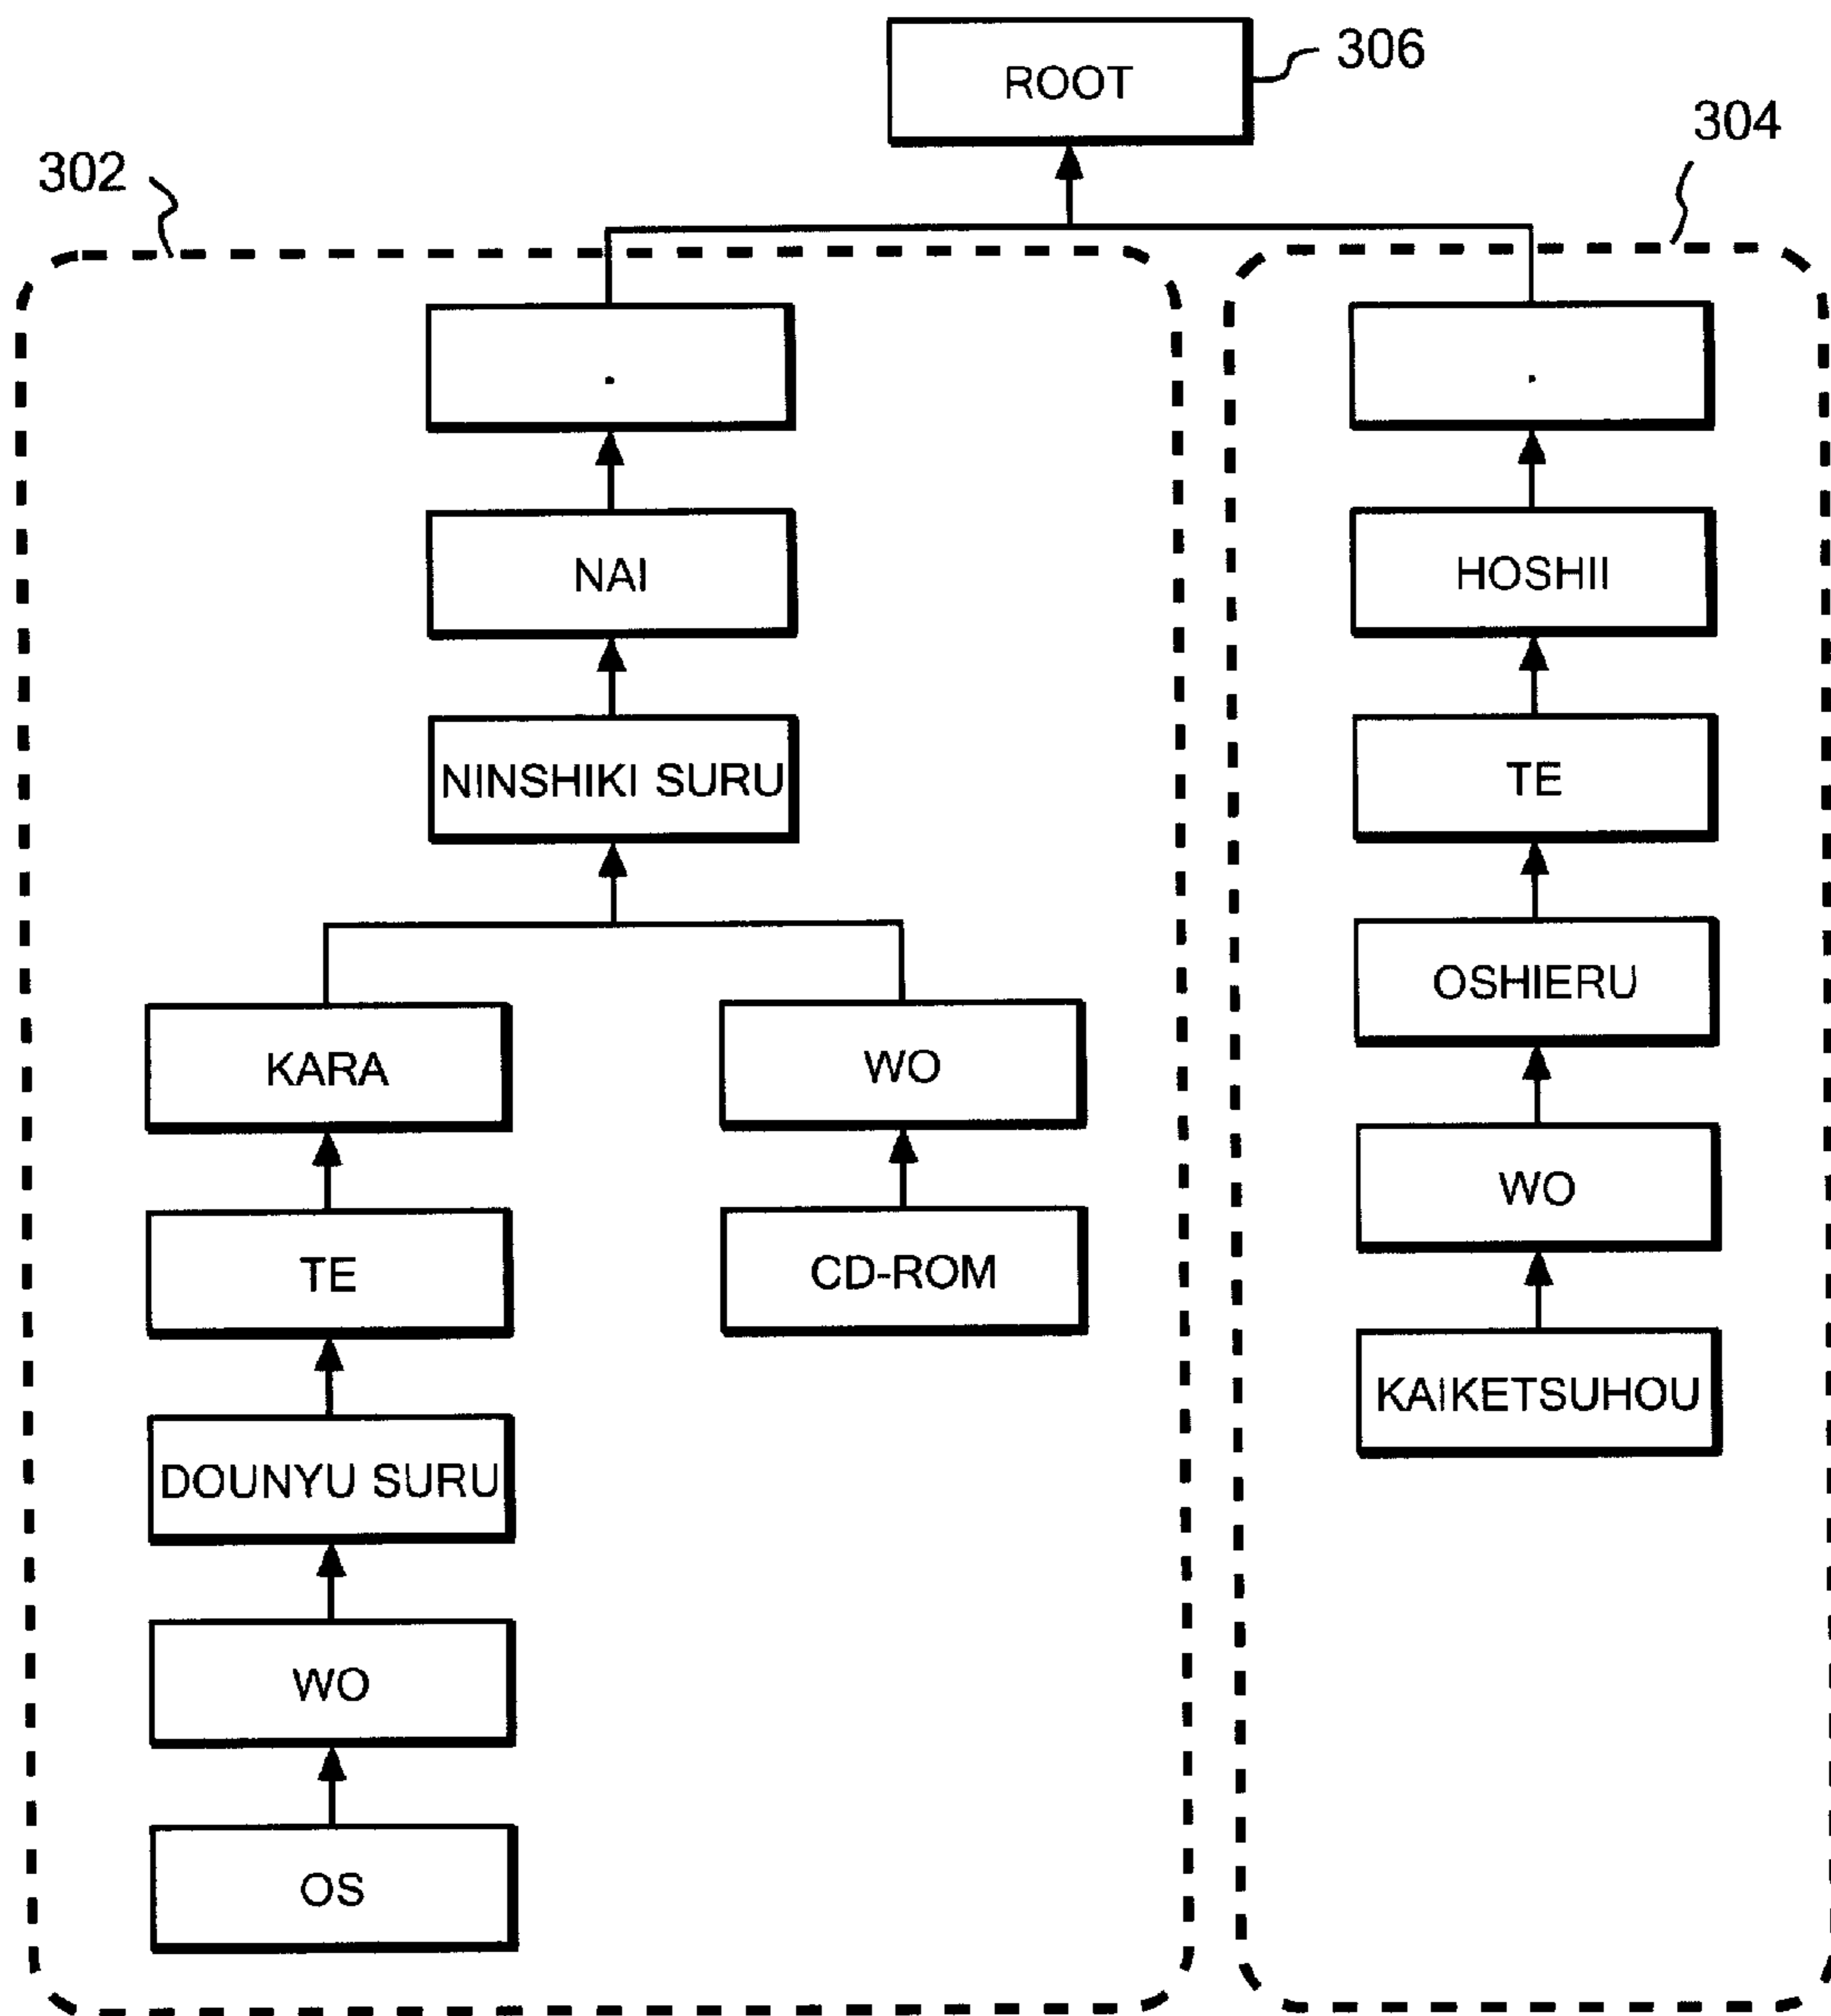 ROOT
306
304
302
.
.
NAI
HOSHII
NINSHIKI SURU
TE
OSHIERU
KARA
WO
WO
TE
CD-ROM
KAIKETSUHOU
DOUNYU SURU
WO
OS